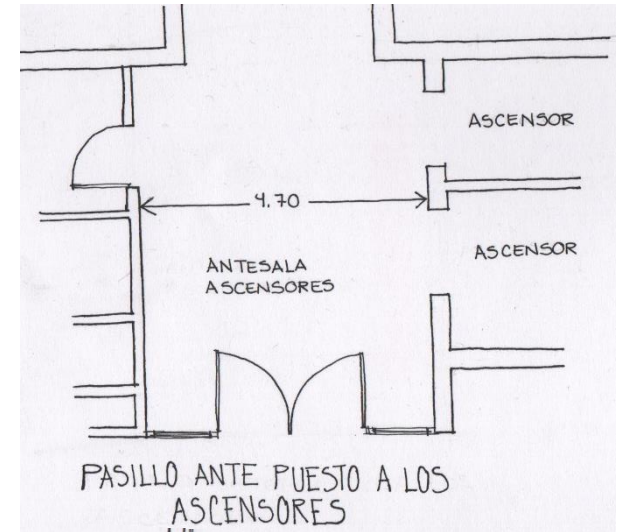 ASCENSOR
4.70
ASCENSOR
ANTESALA
ASCENSORES
PASILLO ANTE PUESTO A LOS
ASCENSORES